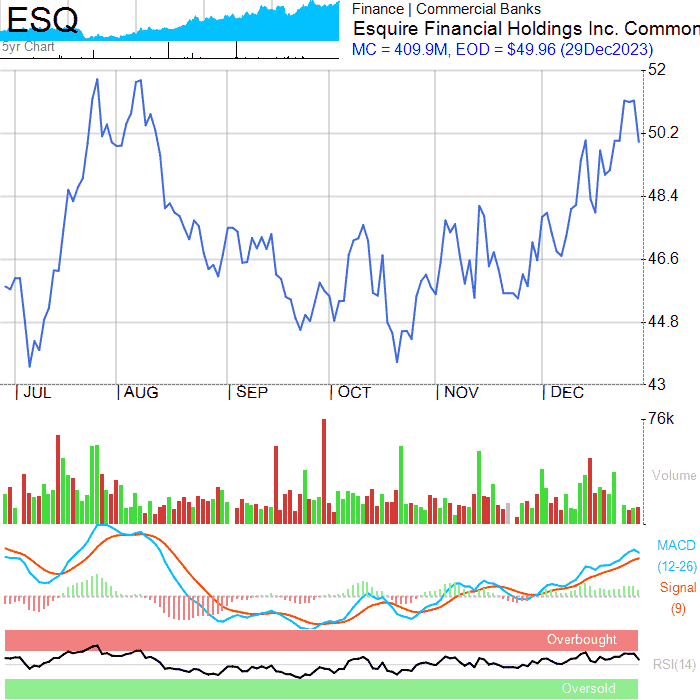 ESQ
5yr Chart
Finance | Commercial Banks
Esquire Financial Holdings Inc. Common
MC = 409.9M, EOD = $49.96 (29Dec2023)
52
50.2
48.4
46.6
44.8
43
JUL AUG SEP OCT NOV DEC
76k
Volume
MACD
(12-26)
Signal
(9)
Overbought
RSI(14)
Oversold